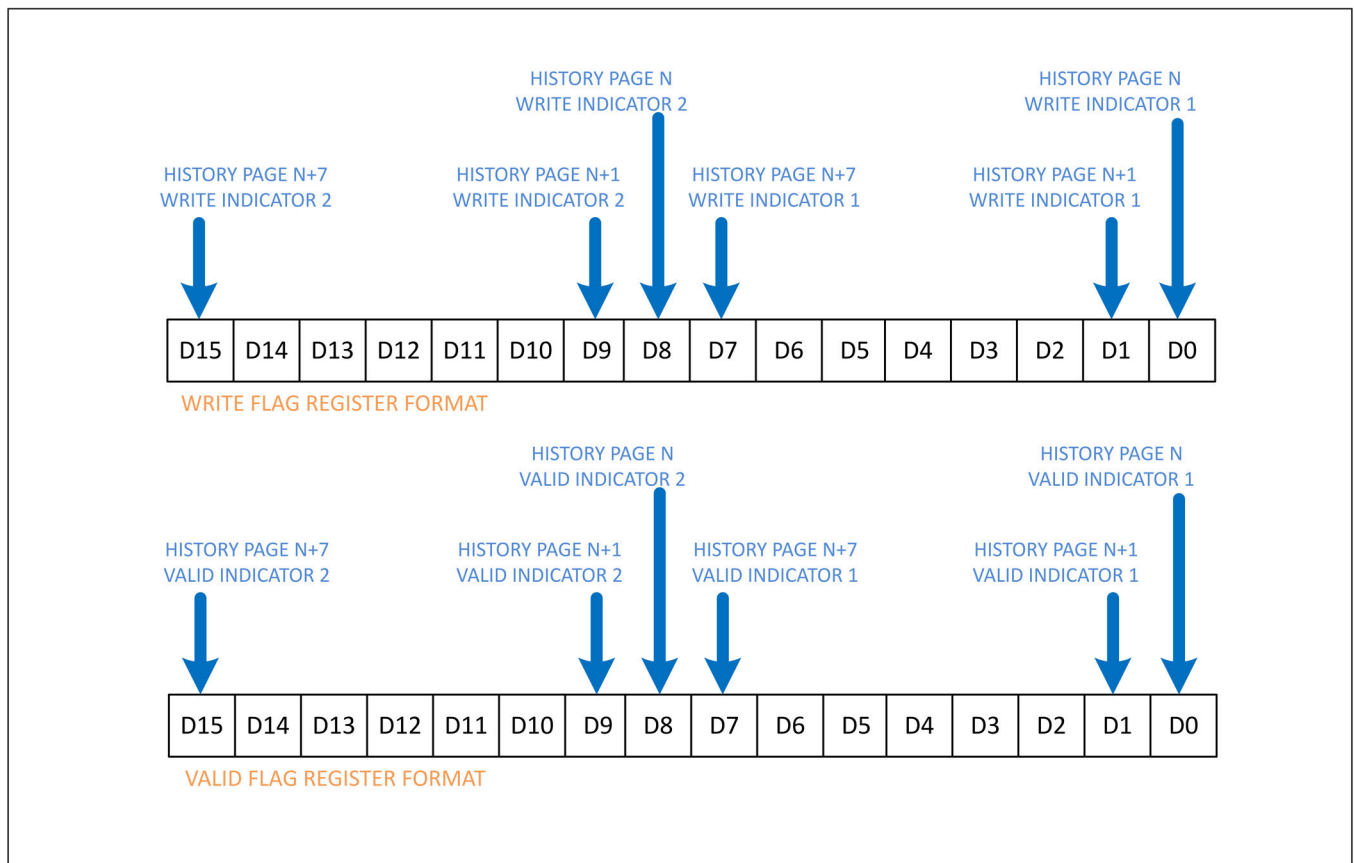 HISTORY PAGE N
WRITE INDICATOR 2
HISTORY PAGE N
WRITE INDICATOR 1
HISTORY PAGE N+7
WRITE INDICATOR 2
HISTORY PAGE N+1
WRITE INDICATOR 2
HISTORY PAGE N+7
WRITE INDICATOR 1
HISTORY PAGE N+1
WRITE INDICATOR 1
D15 D14 D13 D12 D11 D10 D9 D8 D7 D6 D5 D4 D3 D2 D1 D0
WRITE FLAG REGISTER FORMAT
HISTORY PAGE N
VALID INDICATOR 2
HISTORY PAGE N
VALID INDICATOR 1
HISTORY PAGE N+7
VALID INDICATOR 2
HISTORY PAGE N+1
VALID INDICATOR 2
HISTORY PAGE N+7
VALID INDICATOR 1
HISTORY PAGE N+1
VALID INDICATOR 1
D15 D14 D13 D12 D11 D10 D9 D8 D7 D6 D5 D4 D3 D2 D1 D0
VALID FLAG REGISTER FORMAT